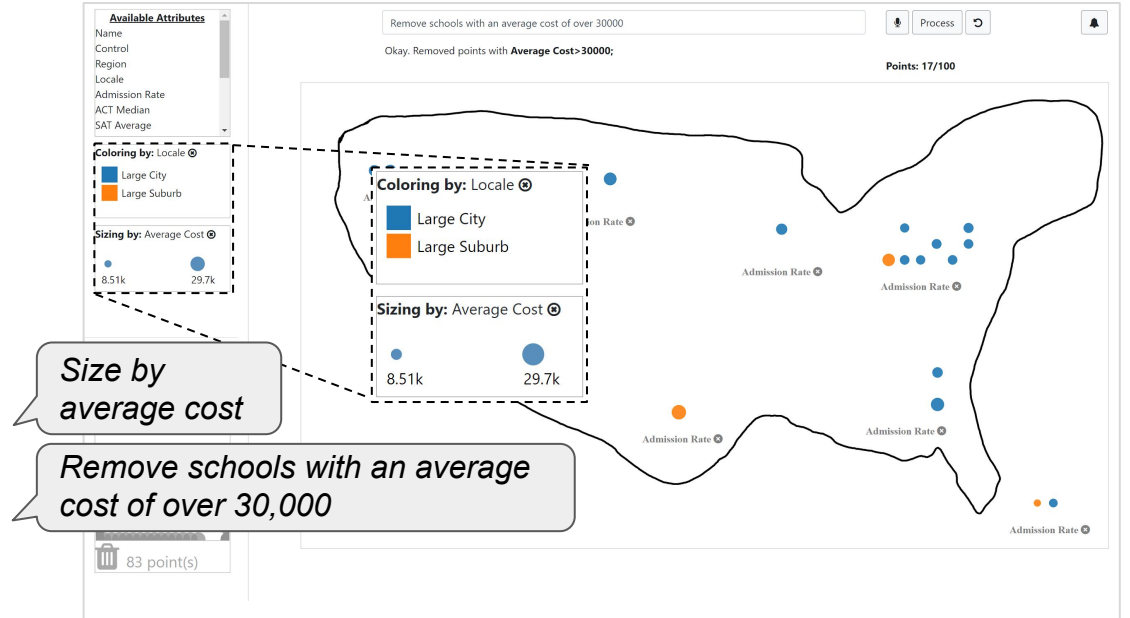 Available Attributes
Name
Control
Region
Locale
Admission Rate
ACT Median
SAT Average
Remove schools with an average cost of over 30000
Process
Okay. Removed points with Average Cost>30000;
Points: 17/100
Coloring by: Locale
Large City
Large Suburb
Sizing by: Average Cost
8.51k 29.7k
Coloring by: Locale
Large City
Large Suburb
Sizing by: Average Cost
8.51k 29.7k
A
ion Rate
Admission Rate
Admission Rate
Admission Rate
Admission Rate
Admission Rate
Size by
average cost
Remove schools with an average
cost of over 30,000
83 point(s)